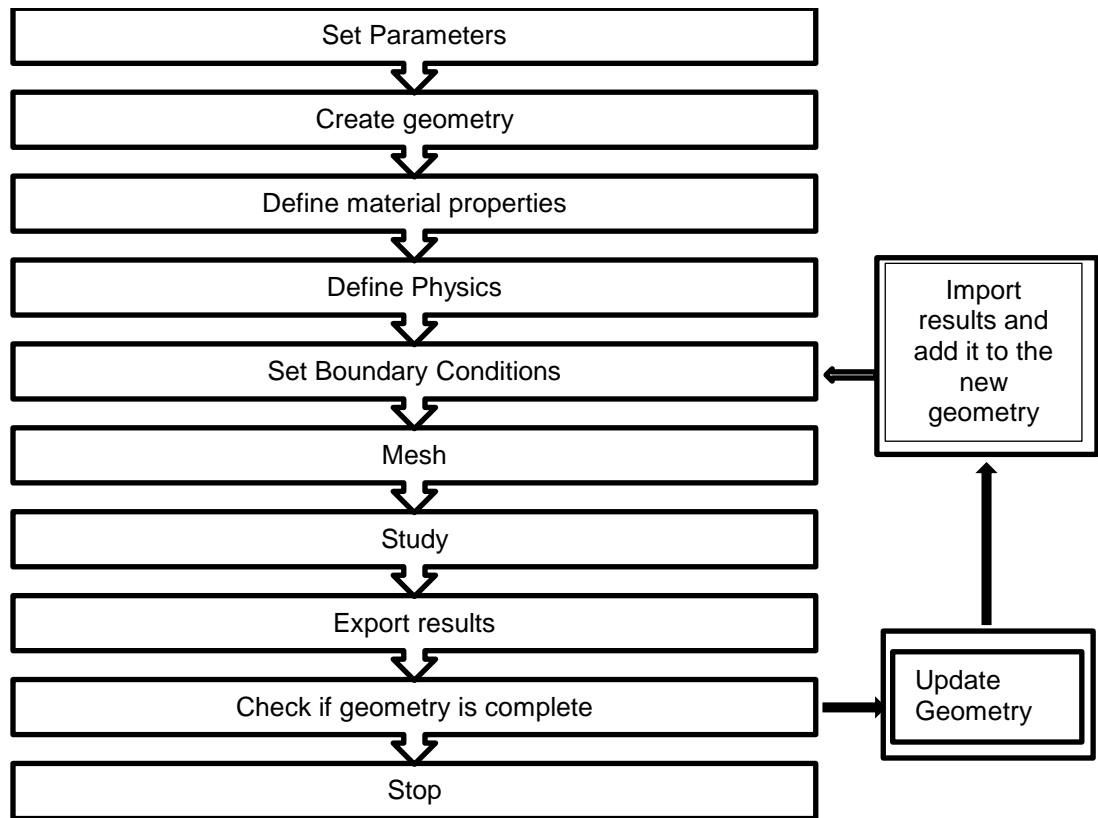 Set Parameters
Create geometry
Define material properties
Define Physics
Set Boundary Conditions
Mesh
Study
Export results
Check if geometry is complete
Stop
Import
results and
add it to the
new
geometry
Update
Geometry